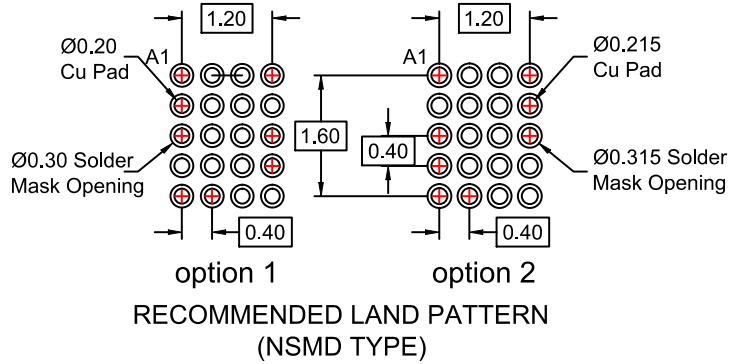 1.20
Ø0.20
Cu Pad
A1
Ø0.30 Solder
Mask Opening
0.40
option 1
1.60
1.20
A1
Ø0.215
Cu Pad
0.40
Ø0.315 Solder
Mask Opening
0.40
option 2
RECOMMENDED LAND PATTERN
(NSMD TYPE)